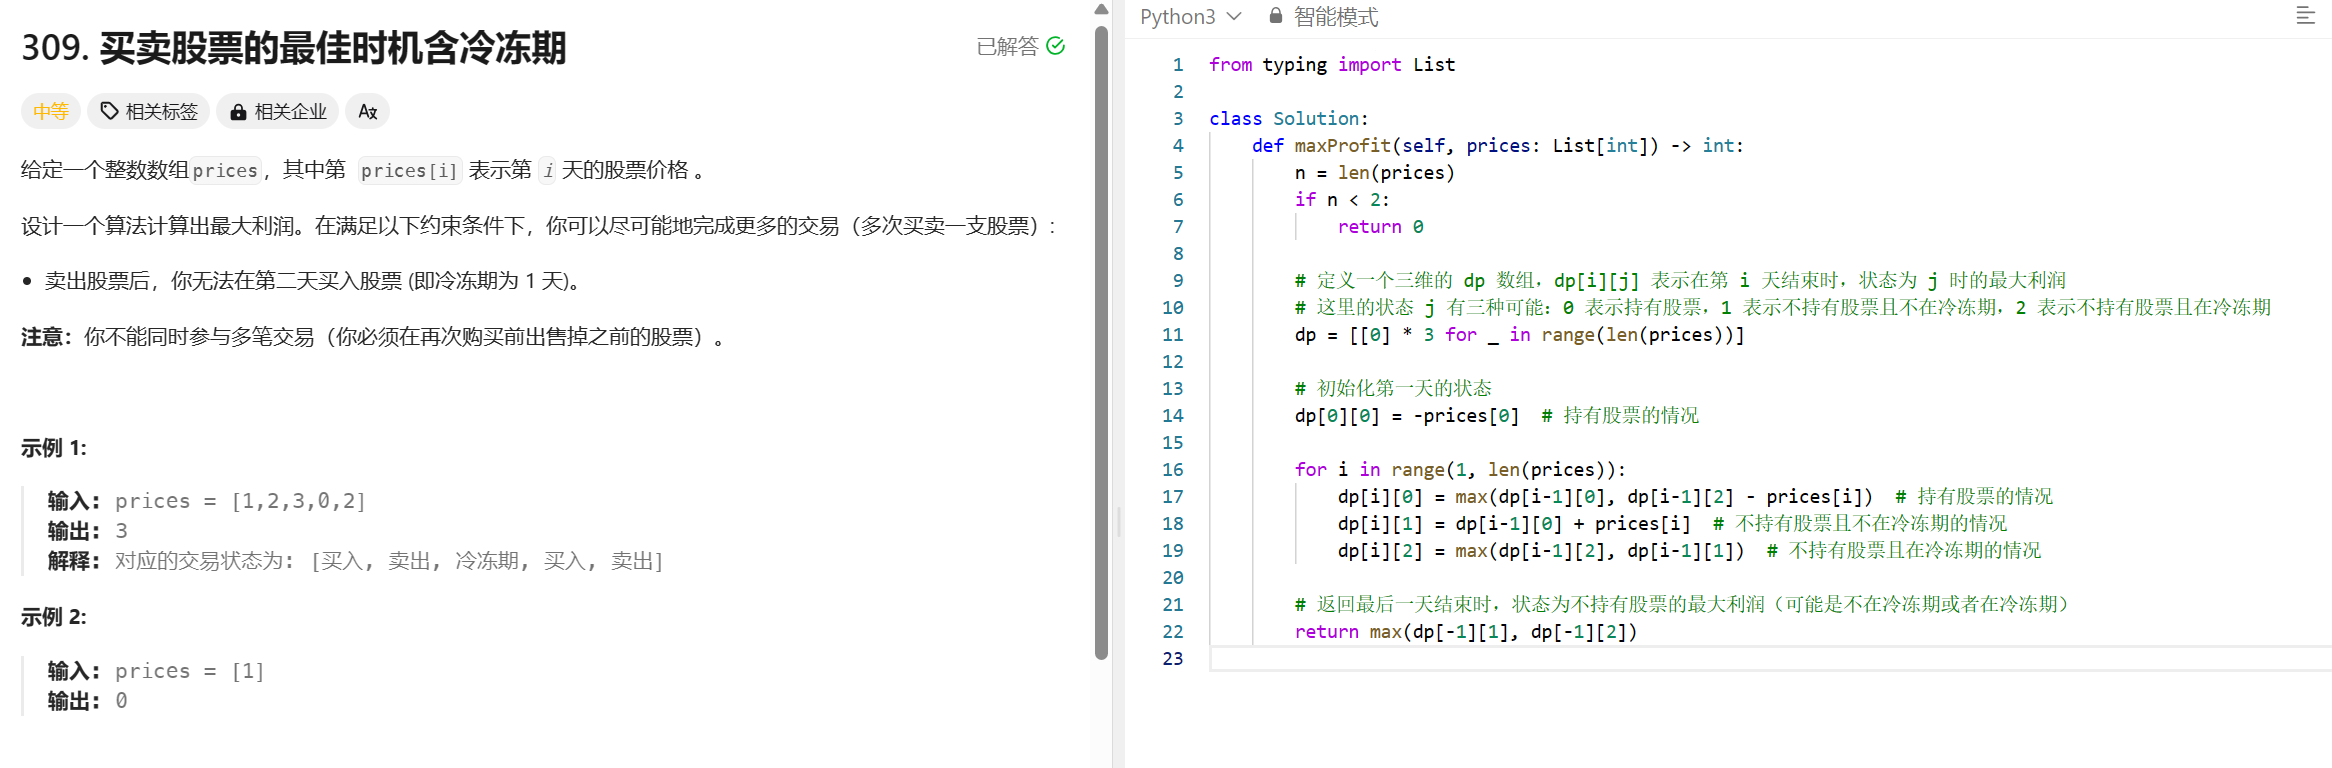 309. 买卖股票的最佳时机含冷冻期
已解答
中等 相关标签 相关企业 Aあ
给定一个整数数组prices，其中第 prices[i] 表示第 i 天的股票价格 。
设计一个算法计算出最大利润。在满足以下约束条件下，你可以尽可能地完成更多的交易（多次买卖一支股票）：
卖出股票后，你无法在第二天买入股票 (即冷冻期为 1 天)。
注意：你不能同时参与多笔交易（你必须在再次购买前出售掉之前的股票）。
示例 1:
输入: prices = [1,2,3,0,2]
输出: 3
解释: 对应的交易状态为: [买入, 卖出, 冷冻期, 买入, 卖出]
示例 2:
输入: prices = [1]
输出: 0
Python3 智能模式
1 from typing import List
2
3 class Solution:
4 def maxProfit(self, prices: List[int]) -> int:
5 n = len(prices)
6 if n < 2:
7 return 0
8
9 # 定义一个三维的 dp 数组，dp[i][j] 表示在第 i 天结束时，状态为 j 时的最大利润
10 # 这里的状态 j 有三种可能：0 表示持有股票，1 表示不持有股票且不在冷冻期，2 表示不持有股票且在冷冻期
11 dp = [[0] * 3 for _ in range(len(prices))]
12
13 # 初始化第一天的状态
14 dp[0][0] = -prices[0]  # 持有股票的情况
15
16 for i in range(1, len(prices)):
17 dp[i][0] = max(dp[i-1][0], dp[i-1][2] - prices[i])  # 持有股票的情况
18 dp[i][1] = dp[i-1][0] + prices[i]  # 不持有股票且不在冷冻期的情况
19 dp[i][2] = max(dp[i-1][2], dp[i-1][1])  # 不持有股票且在冷冻期的情况
20
21 # 返回最后一天结束时，状态为不持有股票的最大利润（可能是不在冷冻期或者在冷冻期）
22 return max(dp[-1][1], dp[-1][2])
23